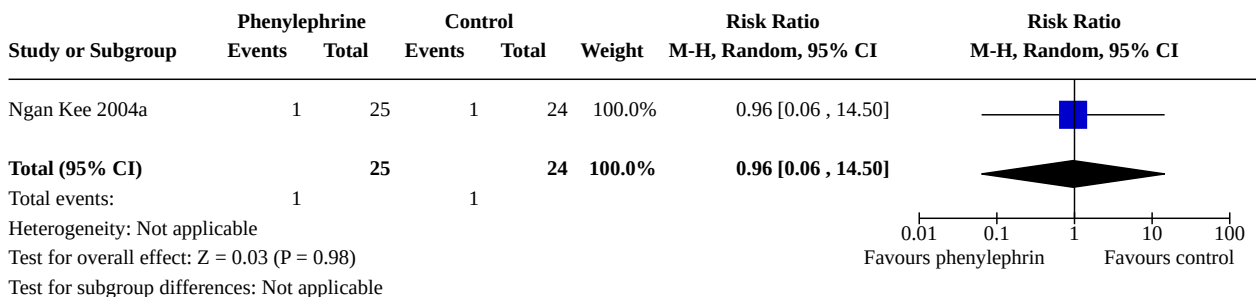 Phenylephrine Control Risk Ratio Risk Ratio
Study or Subgroup Events Total Events Total Weight M-H, Random, 95% CI M-H, Random, 95% CI
Ngan Kee 2004a 1 25 1 24 100.0% 0.96 [0.06 , 14.50]
Total (95% CI) 25 24 100.0% 0.96 [0.06 , 14.50]
Total events: 1 1
Heterogeneity: Not applicable
0.01 0.1 1 10 100
Test for overall effect: Z = 0.03 (P = 0.98) Favours phenylephrin Favours control
Test for subgroup differences: Not applicable